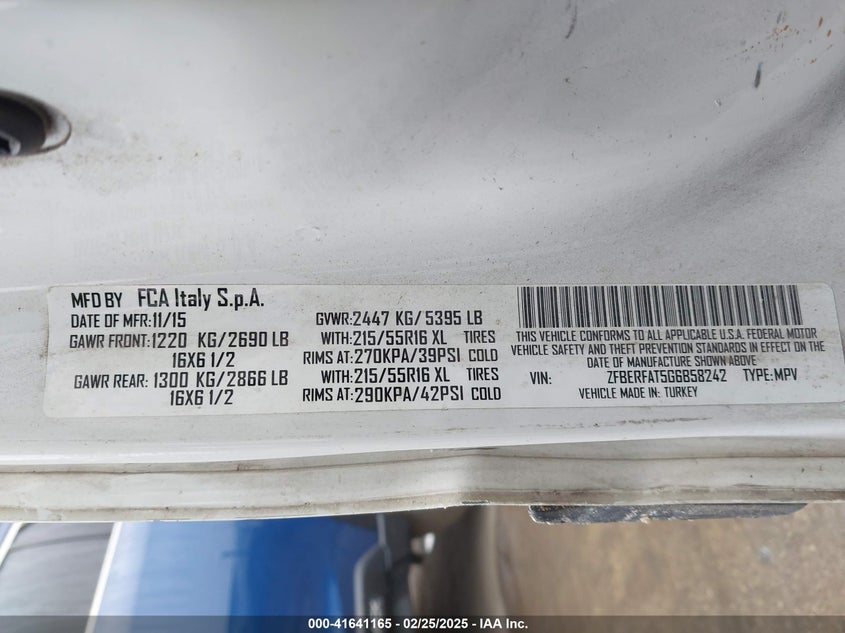 MFD BY FCA Italy S.p.A.
DATE OF MFR:11/15
GAWR FRONT:1220 KG/2690 LB
16X6 1/2
GAWR REAR: 1300 KG/2866 LB
16X6 1/2
GVWR:2447 KG/ 5395 LB
WITH:215/55R16 XL TIRES
RIMS AT:270KPA/39PSI COLD
WITH:215/55R16 XL TIRES
RIMS AT:290KPA/42PSI COLD
THIS VEHICLE CONFORMS TO ALL APPLICABLE U.S.A. FEDERAL MOTOR
VEHICLE SAFETY AND THEFT PREVENTION STANDARDS IN EFFECT ON THE
DATE OF MANUFACTURE SHOWN ABOVE
VIN: ZFBERFAT5G6B58242 TYPE:MPV
VEHICLE MADE IN: TURKEY
000-41641165 - 02/25/2025 - IAA Inc.